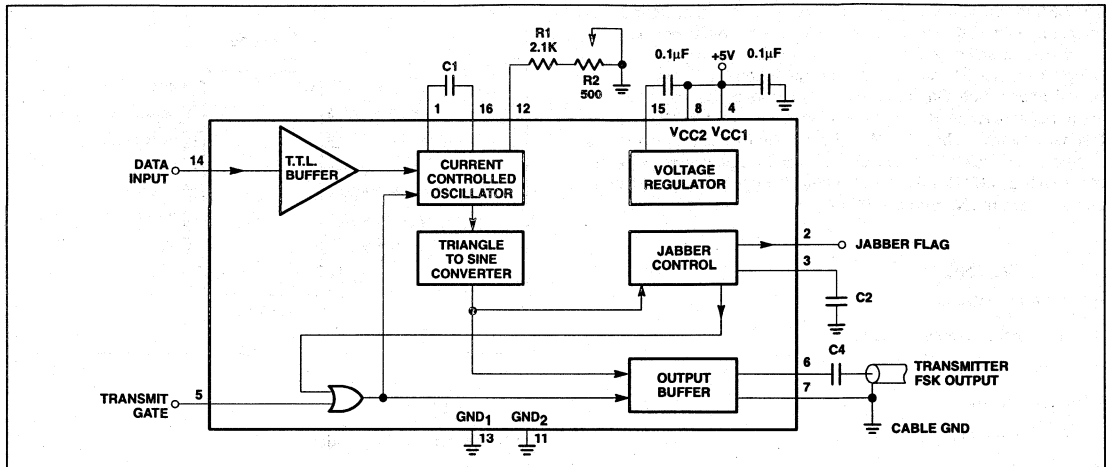 R1
2.1K
R2
500
0.1µF
+5V
0.1µF
C1
1
16
12
15
8
4
VCC2
VCC1
DATA
INPUT
14
T.T.L.
BUFFER
CURRENT
CONTROLLED
OSCILLATOR
VOLTAGE
REGULATOR
TRIANGLE
TO SINE
CONVERTER
JABBER
CONTROL
2
JABBER FLAG
3
C2
OUTPUT
BUFFER
6
C4
7
TRANSMITTER
FSK OUTPUT
CABLE GND
TRANSMIT
GATE
5
GND1
13
GND2
11